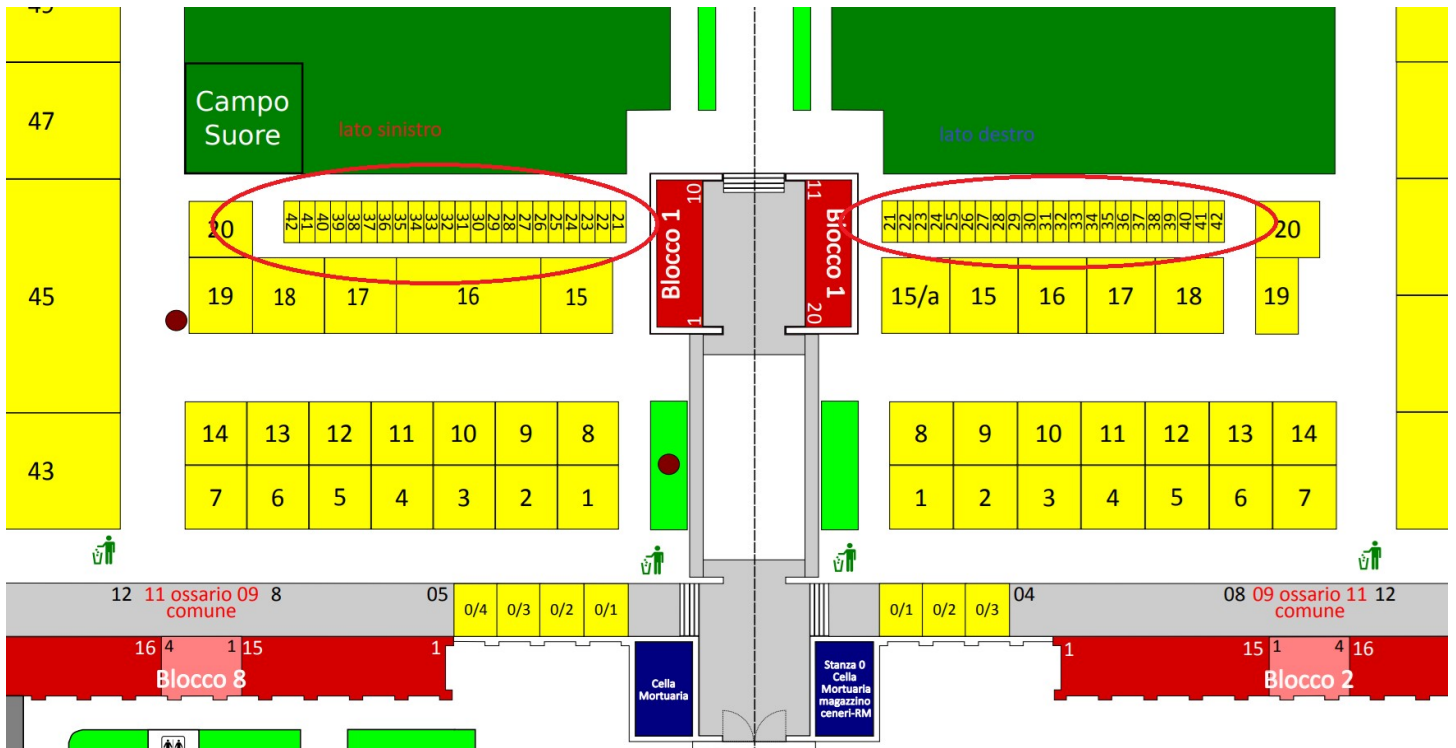 49
47
45
43
Campo
Suore
lato sinistro
lato destro
20
42 41 40 39 38 37 36 35 34 33 32 31 30 29 28 27 26 25 24 23 22 21
Blocco 1
10
1
11
Blocco 1
20
21 22 23 24 25 26 27 28 29 30 31 32 33 34 35 36 37 38 39 40 41 42
20
19 18 17 16 15
15/a 15 16 17 18 19
14 13 12 11 10 9 8
8 9 10 11 12 13 14
7 6 5 4 3 2 1
1 2 3 4 5 6 7
12 11 ossario 09 8 05
comune
0/4 0/3 0/2 0/1
0/1 0/2 0/3
04 08 09 ossario 11 12
comune
16 4 1 15 1
Blocco 8
Cella
Mortuaria
Stanza 0
Cella
Mortuaria
magazzino
ceneri-RM
1 15 1 4 16
Blocco 2